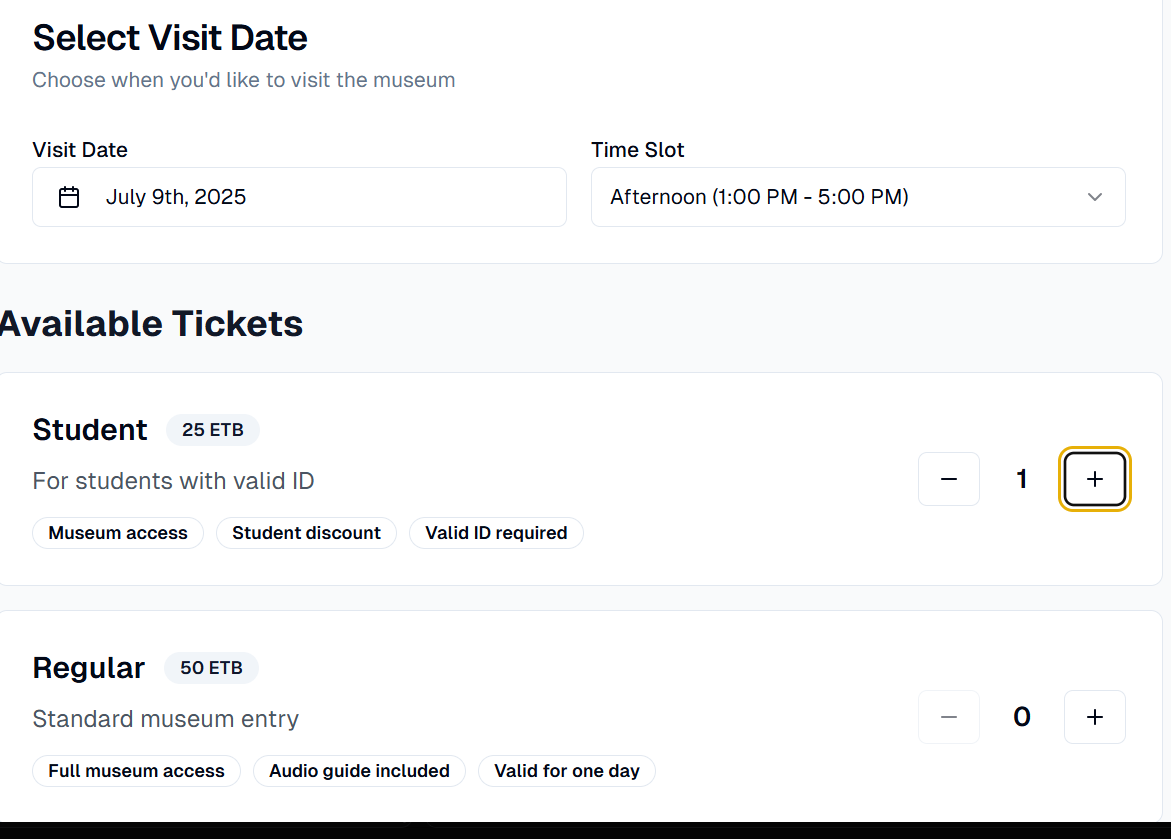 Select Visit Date
Choose when you'd like to visit the museum
Visit Date
Time Slot
July 9th, 2025
Afternoon (1:00 PM - 5:00 PM)
Available Tickets
Student 25 ETB
For students with valid ID
− 1 +
Museum access Student discount Valid ID required
Regular 50 ETB
Standard museum entry
− 0 +
Full museum access Audio guide included Valid for one day